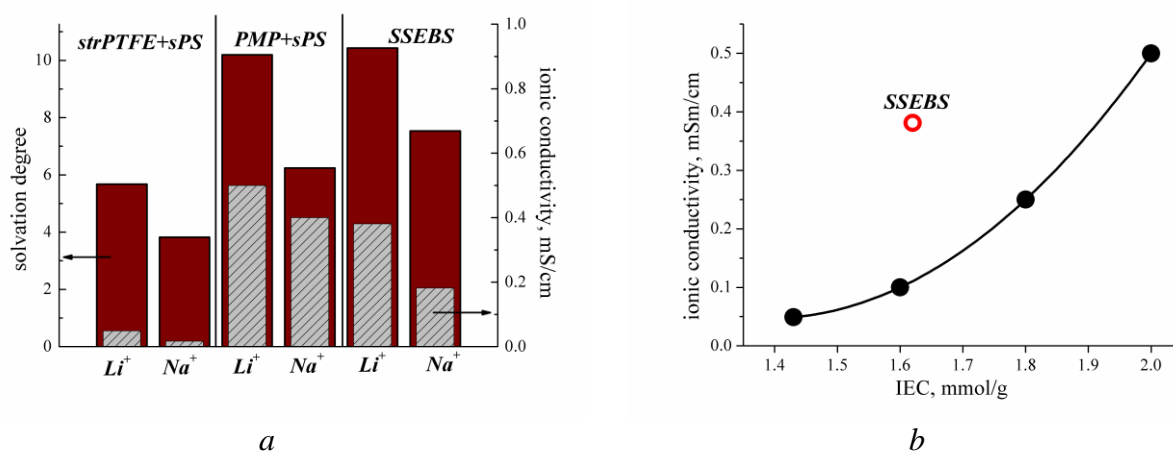 strPTFE+sPS
PMP+sPS
SSEBS
solvation degree
0
2
4
6
8
10
Li+
Na+
Li+
Na+
Li+
Na+
0.0
0.2
0.4
0.6
0.8
1.0
ionic conductivity, mS/cm
a
ionic conductivity, mSm/cm
0.0
0.1
0.2
0.3
0.4
0.5
SSEBS
1.4
1.5
1.6
1.7
1.8
1.9
2.0
IEC, mmol/g
b